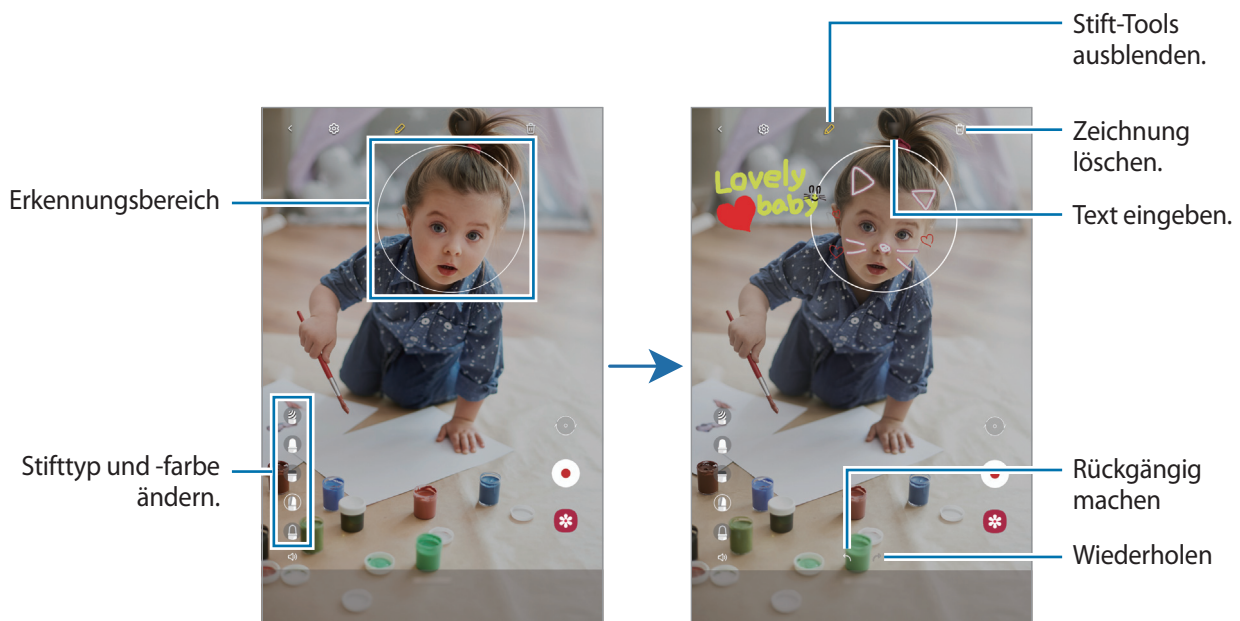 Stift-Tools
ausblenden.
Zeichnung
löschen.
Erkennungsbereich
Lovely
baby
Text eingeben.
Stifttyp und -farbe
ändern.
Rückgängig
machen
Wiederholen